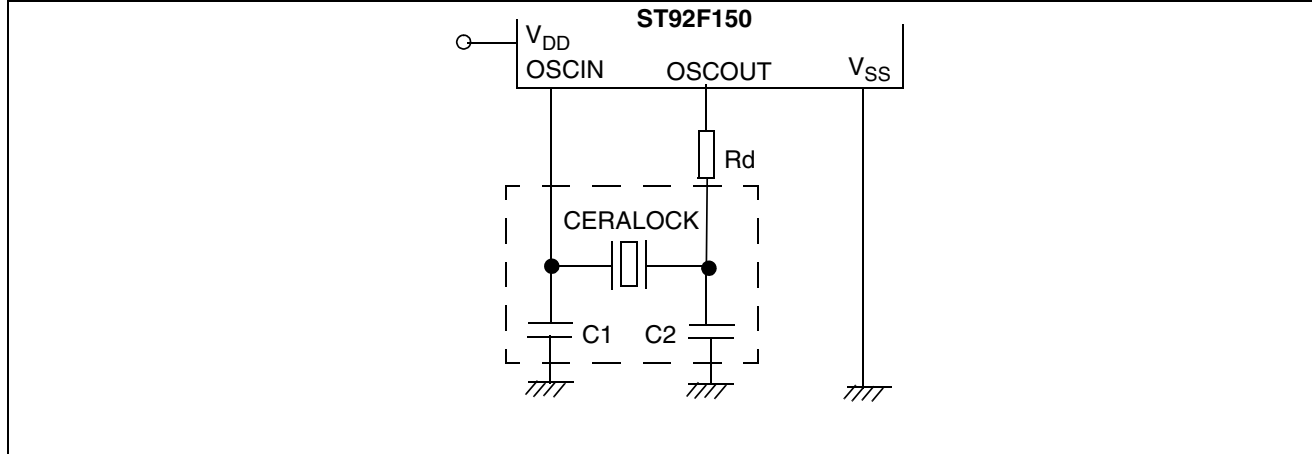 ST92F150
VDD
OSCIN
OSCOUT
VSS
Rd
CERALOCK
C1
C2